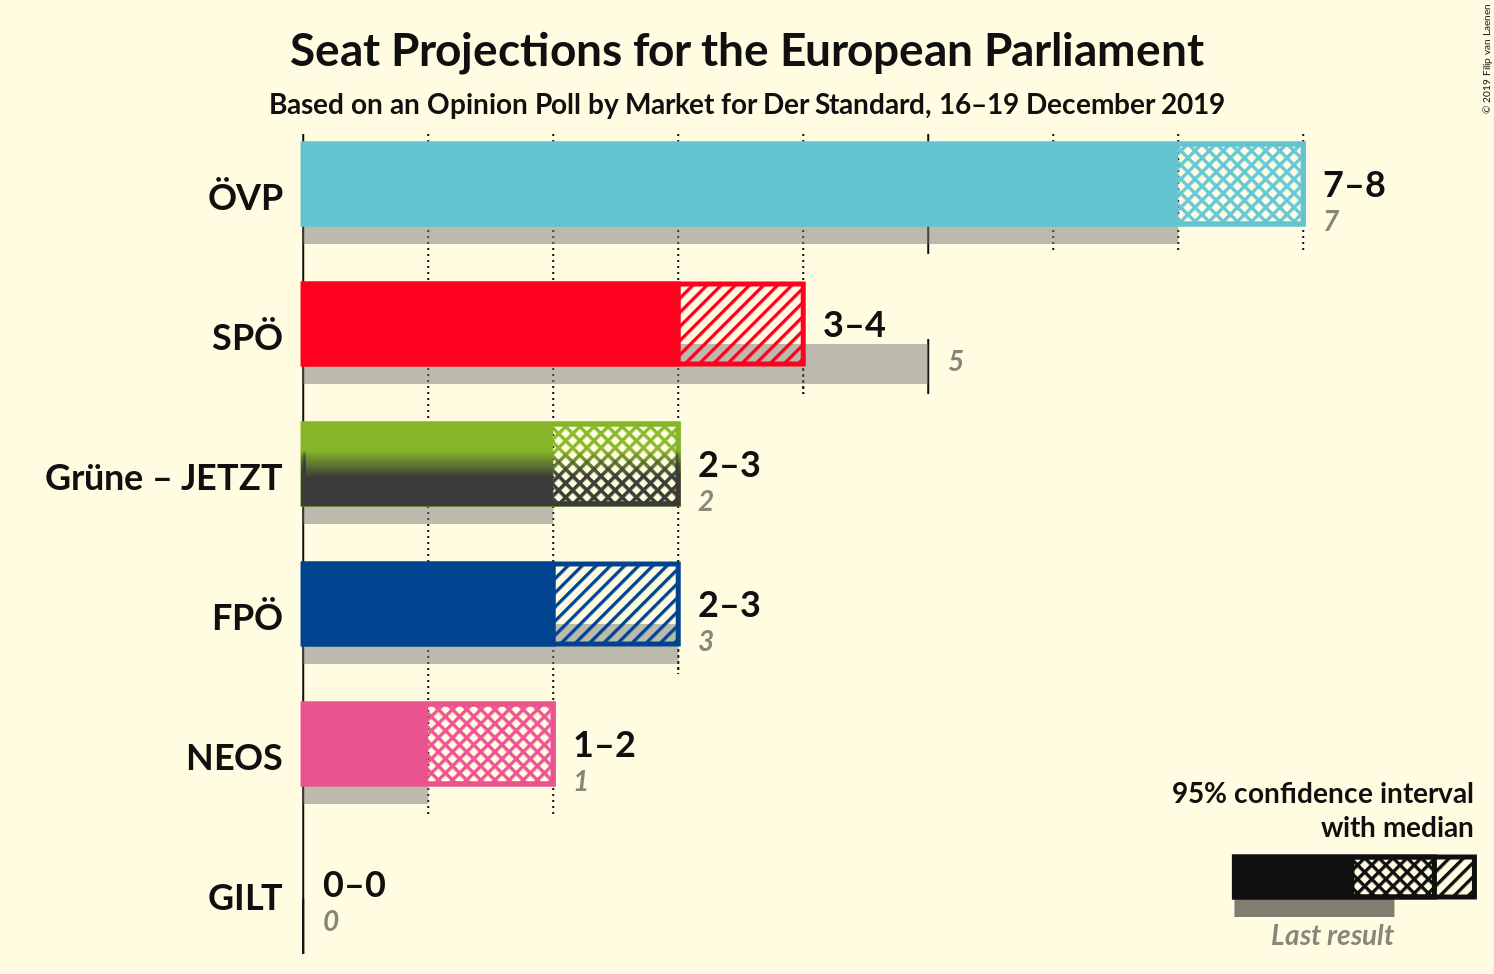 Seat Projections for the European Parliament
Based on an Opinion Poll by Market for Der Standard, 16–19 December 2019
© 2019 Filip van Laenen
ÖVP
7–8
7
SPÖ
3–4
5
Grüne – JETZT
2–3
2
FPÖ
2–3
3
NEOS
1–2
1
GILT
0–0
0
95% confidence interval
with median
Last result